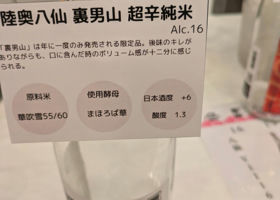 陸奥八仙 裏男山 超辛純米
Alc.16
「裏男山」は年に一度のみ発売される限定品。後味のキレが
ありながらも、口に含んだ時のボリューム感が十二分に感じ
られる。
原料米
華吹雪55/60
使用酵母
まほろば華
日本酒度 +6
酸度 1.3